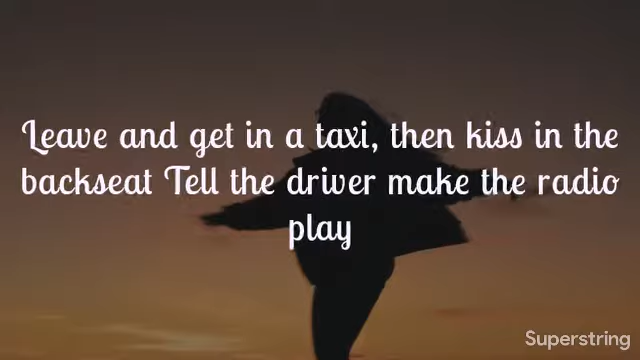 Leave and get in a taxi, then kiss in the
backseat Tell the driver make the radio
play
Superstring